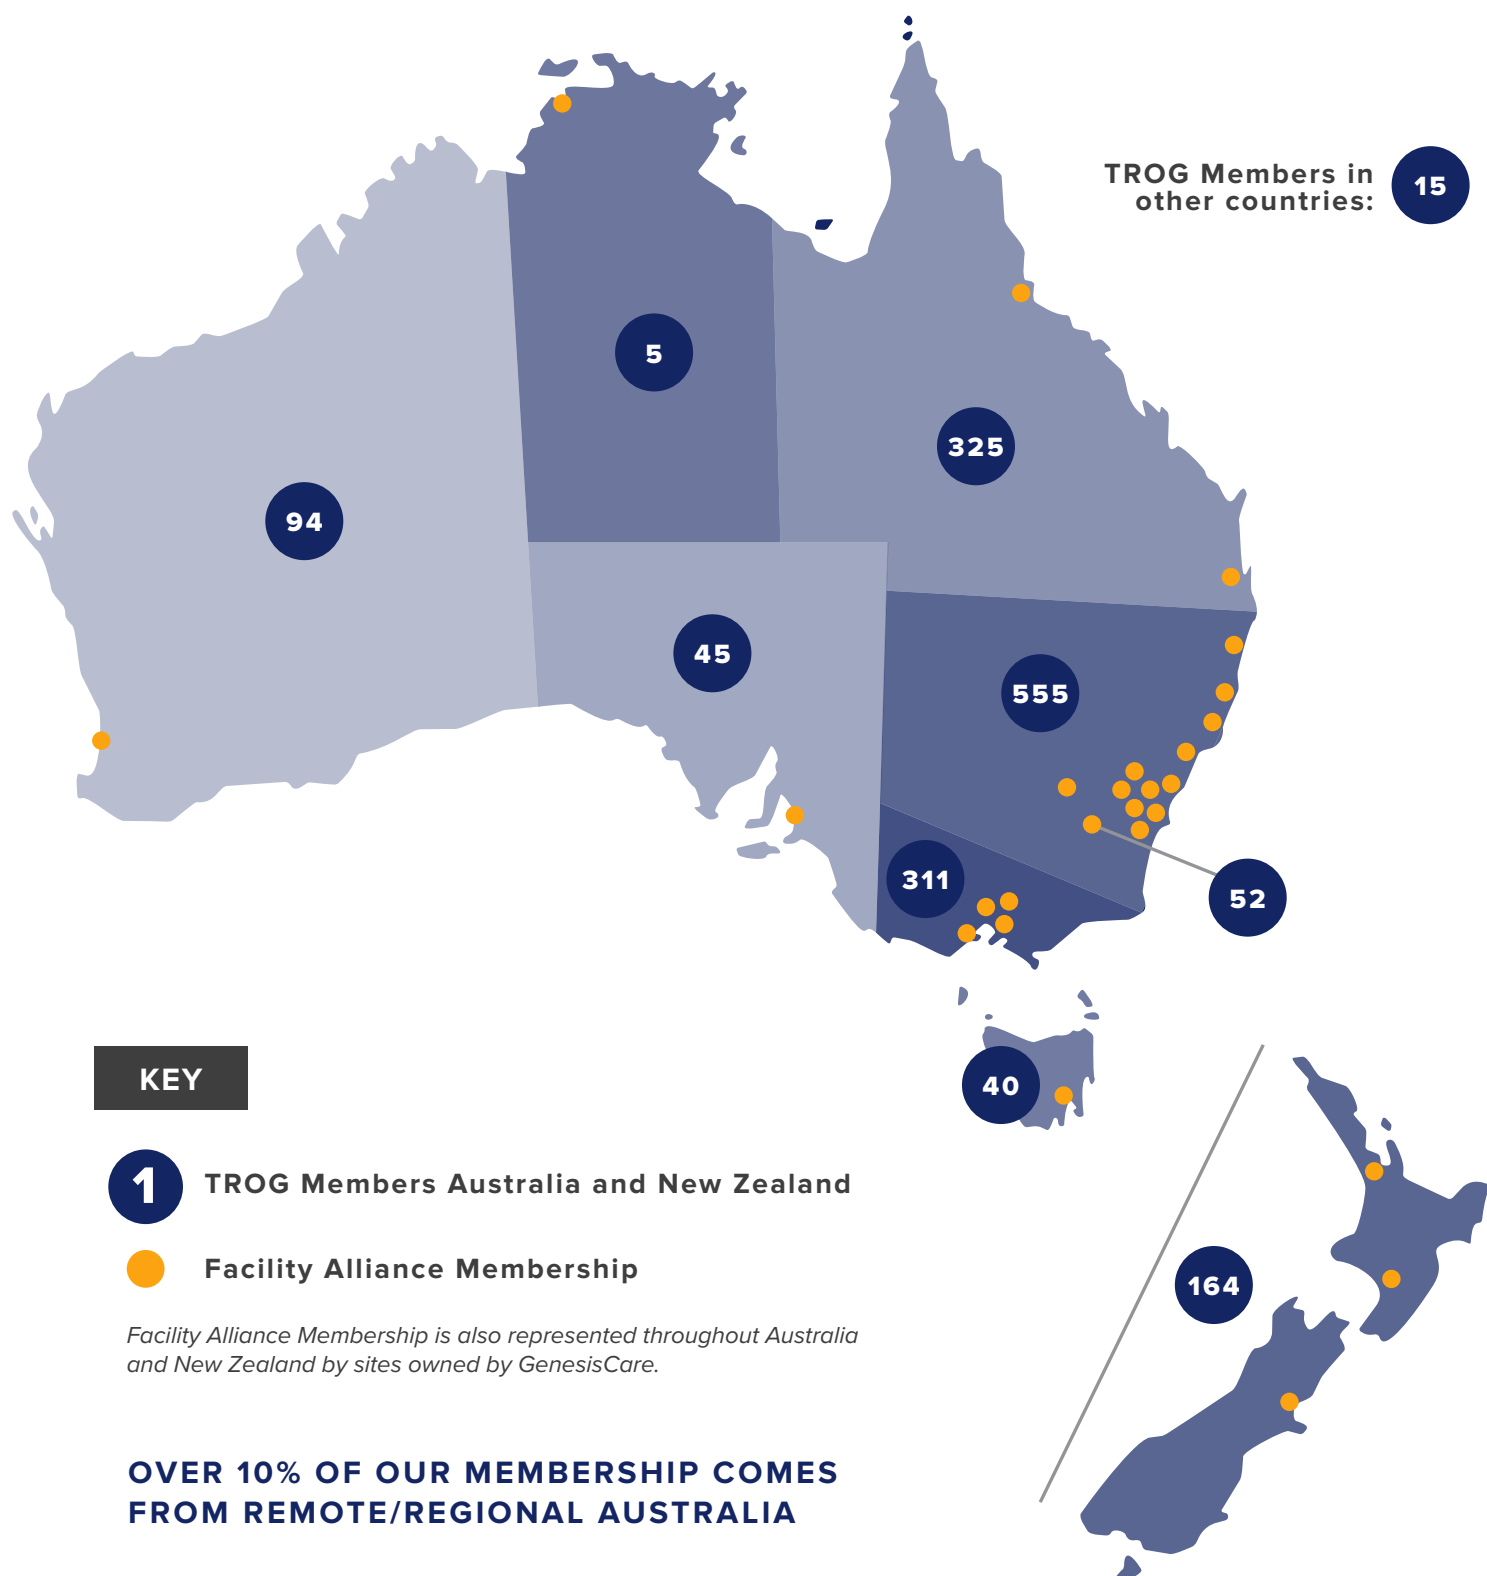 TROG Members in
other countries:
15
5
325
94
45
555
311
52
40
KEY
1
TROG Members Australia and New Zealand
Facility Alliance Membership
164
Facility Alliance Membership is also represented throughout Australia
and New Zealand by sites owned by GenesisCare.
OVER 10% OF OUR MEMBERSHIP COMES
FROM REMOTE/REGIONAL AUSTRALIA